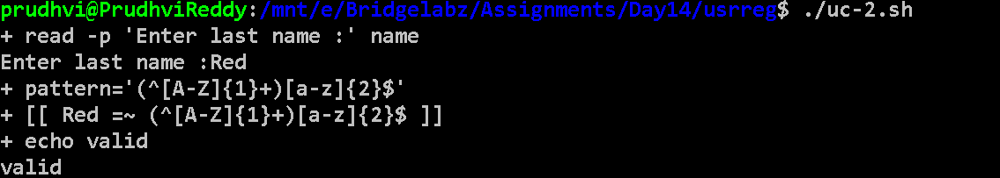 prudhvi@PrudhviReddy:/mnt/e/Bridgelabz/Assignments/Day14/usrreg$ ./uc-2.sh
+ read -p 'Enter last name :' name
Enter last name :Red
+ pattern='(^[A-Z]{1}+)[a-z]{2}$'
+ [[ Red =~ (^[A-Z]{1}+)[a-z]{2}$ ]]
+ echo valid
valid